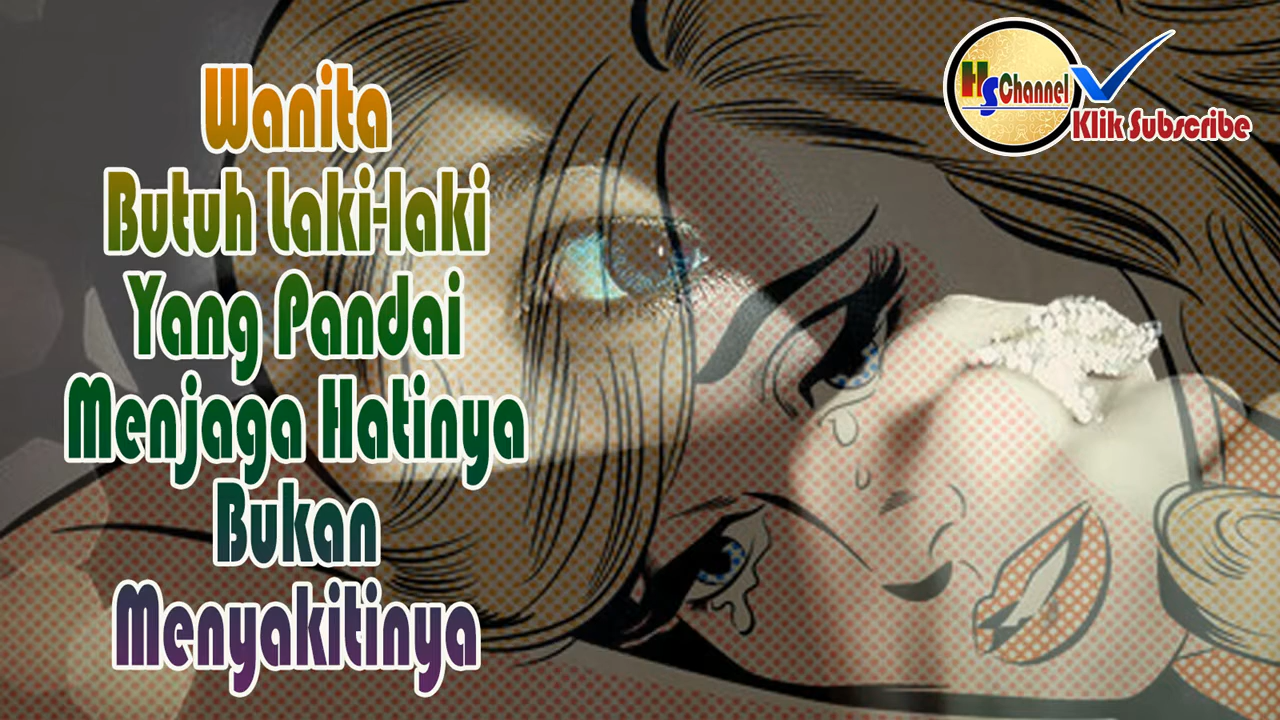 Wanita
Butuh Laki-laki
Yang Pandai
Menjaga Hatinya
Bukan
Menyakitinya
HS Channel
Klik Subscribe